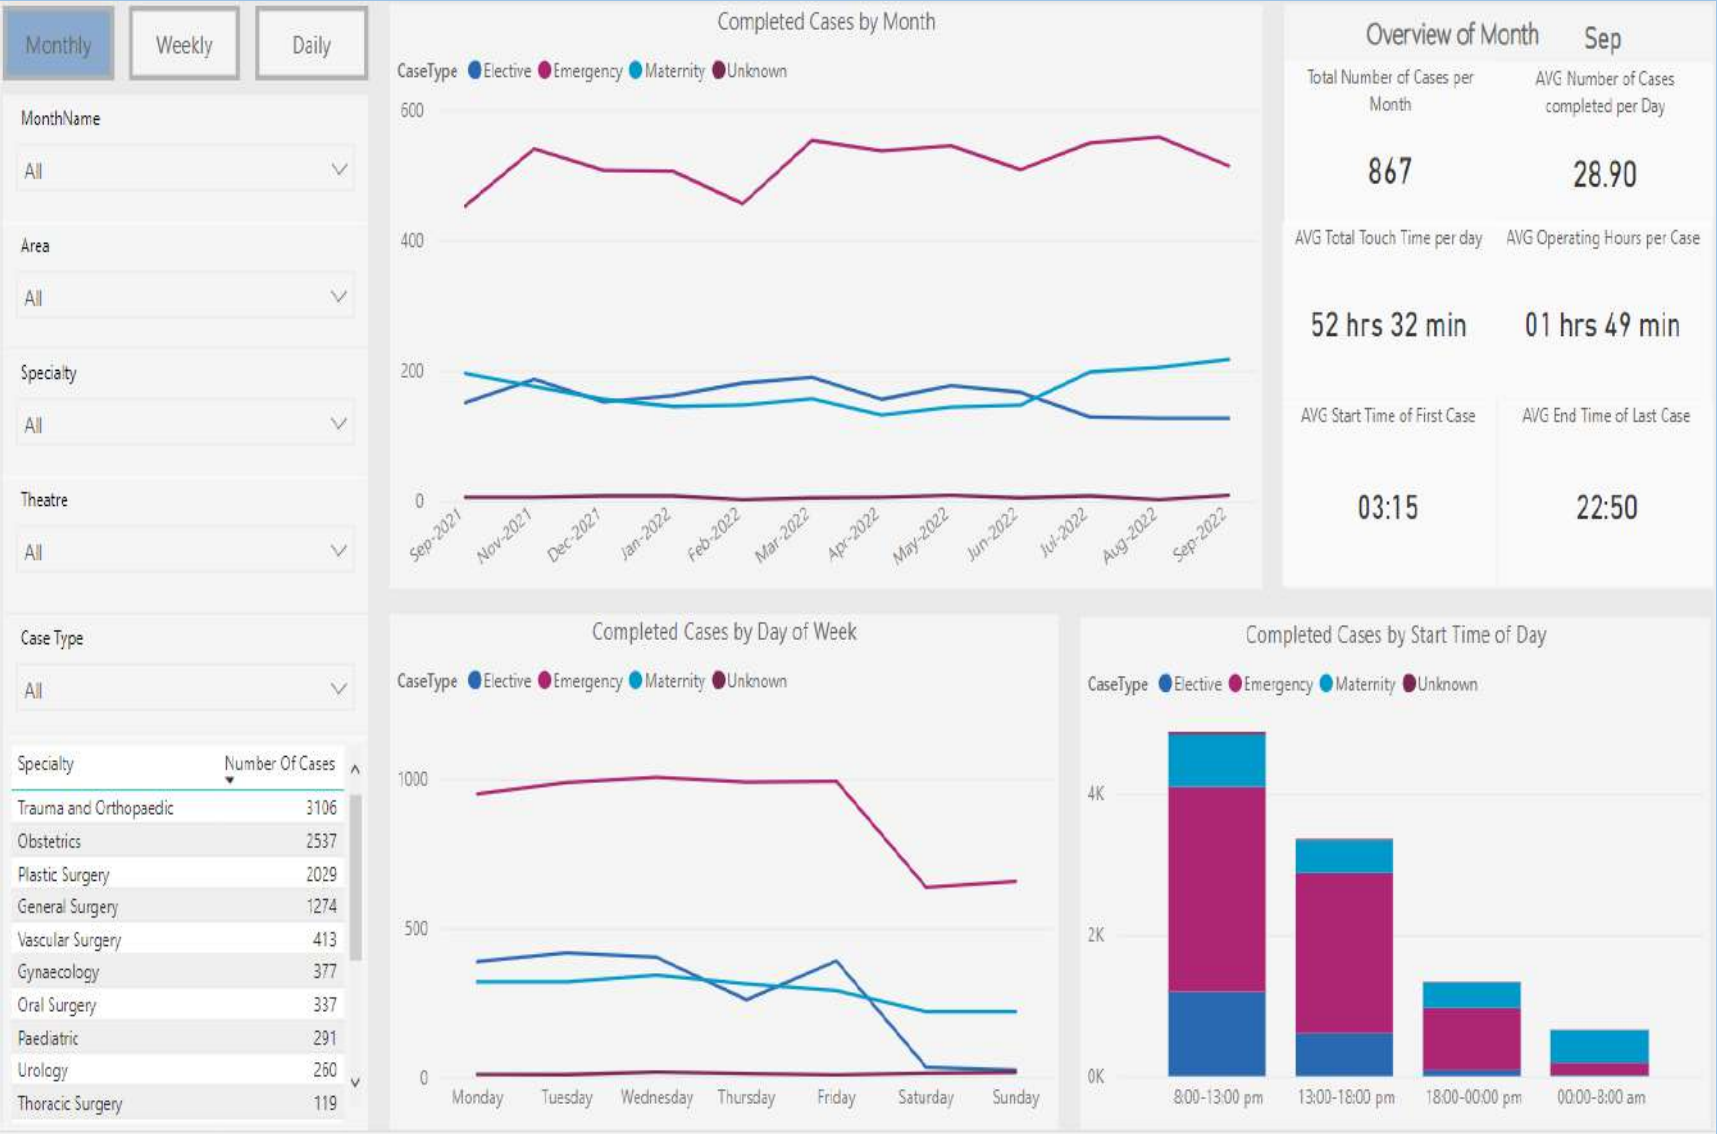 Monthly
Weekly
Daily
MonthName
All
Area
All
Specialty
All
Theatre
All
Case Type
All
Specialty Number Of Cases
Trauma and Orthopaedic 3106
Obstetrics 2537
Plastic Surgery 2029
General Surgery 1274
Vascular Surgery 413
Gynaecology 377
Oral Surgery 337
Paediatric 291
Urology 260
Thoracic Surgery 119
Completed Cases by Month
CaseType Elective Emergency Maternity Unknown
600
400
200
0
Sep-2021 Nov-2021 Dec-2021 Jan-2022 Feb-2022 Mar-2022 Apr-2022 May-2022 Jun-2022 Jul-2022 Aug-2022 Sep-2022
Overview of Month Sep
Total Number of Cases per
Month
867
AVG Number of Cases
completed per Day
28.90
AVG Total Touch Time per day
52 hrs 32 min
AVG Operating Hours per Case
01 hrs 49 min
AVG Start Time of First Case
03:15
AVG End Time of Last Case
22:50
Completed Cases by Day of Week
CaseType Elective Emergency Maternity Unknown
1000
500
0
Monday Tuesday Wednesday Thursday Friday Saturday Sunday
Completed Cases by Start Time of Day
CaseType Elective Emergency Maternity Unknown
4K
2K
0K
8:00-13:00 pm 13:00-18:00 pm 18:00-00:00 pm 00:00-8:00 am